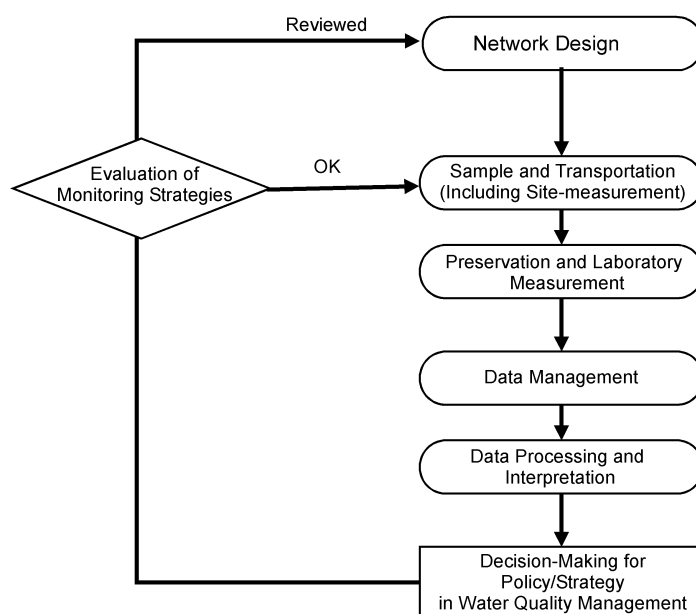 Reviewed
Network Design
Evaluation of
Monitoring Strategies
OK
Sample and Transportation
(Including Site-measurement)
Preservation and Laboratory
Measurement
Data Management
Data Processing and
Interpretation
Decision-Making for
Policy/Strategy
in Water Quality Management